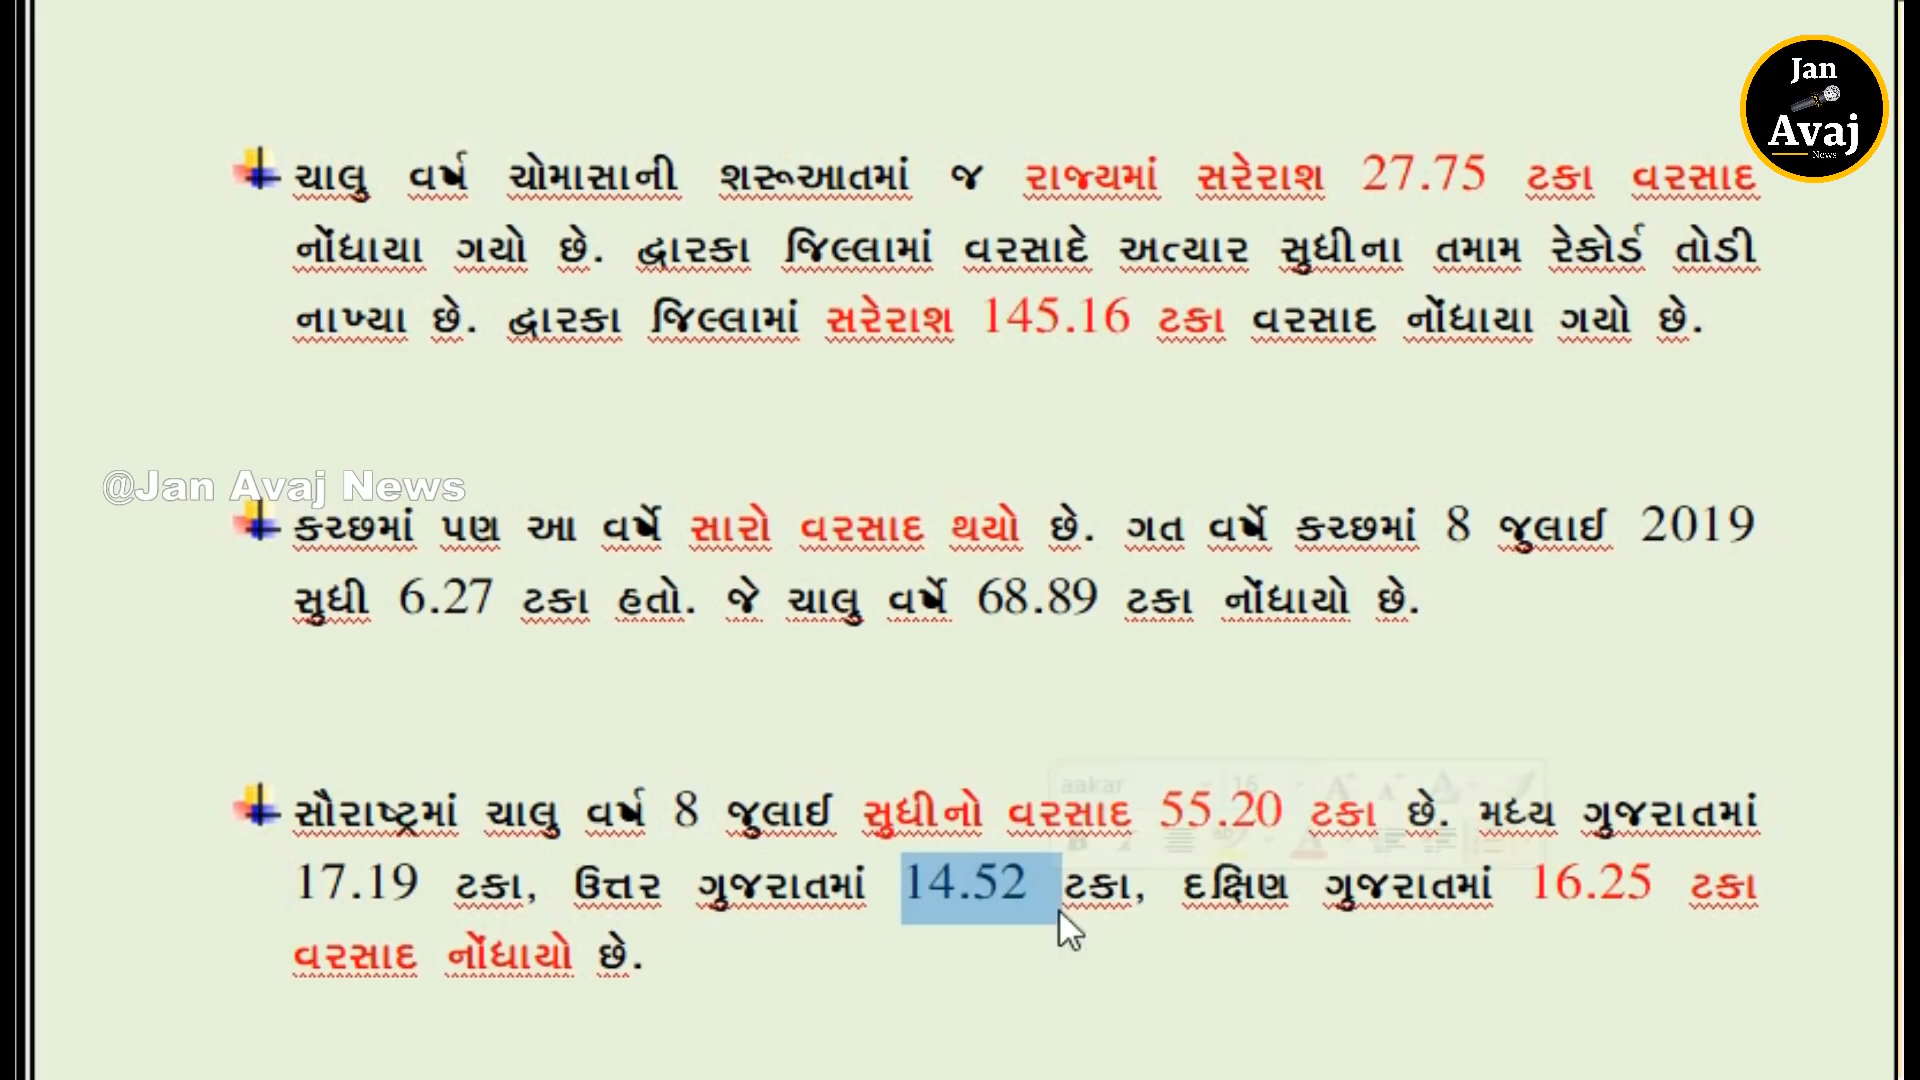 Jan
Avaj
News
ચાલુ વર્ષ ચોમાસાની શરૂઆતમાં જ રાજ્યમાં સરેરાશ 27.75 ટકા વરસાદ
નોંધાયા ગયો છે. દ્વારકા જિલ્લામાં વરસાદે અત્યાર સુધીના તમામ રેકોર્ડ તોડી
નાખ્યા છે. દ્વારકા જિલ્લામાં સરેરાશ 145.16 ટકા વરસાદ નોંધાયા ગયો છે.
@Jan Avaj News
કચ્છમાં પણ આ વર્ષે સારો વરસાદ થયો છે. ગત વર્ષે કચ્છમાં 8 જુલાઈ 2019
સુધી 6.27 ટકા હતો. જે ચાલુ વર્ષે 68.89 ટકા નોંધાયો છે.
aakar 16
સૌરાષ્ટ્રમાં ચાલુ વર્ષ 8 જુલાઈ સુધીનો વરસાદ 55.20 ટકા છે. મધ્ય ગુજરાતમાં
17.19 ટકા, ઉત્તર ગુજરાતમાં 14.52 ટકા, દક્ષિણ ગુજરાતમાં 16.25 ટકા
વરસાદ નોંધાયો છે.